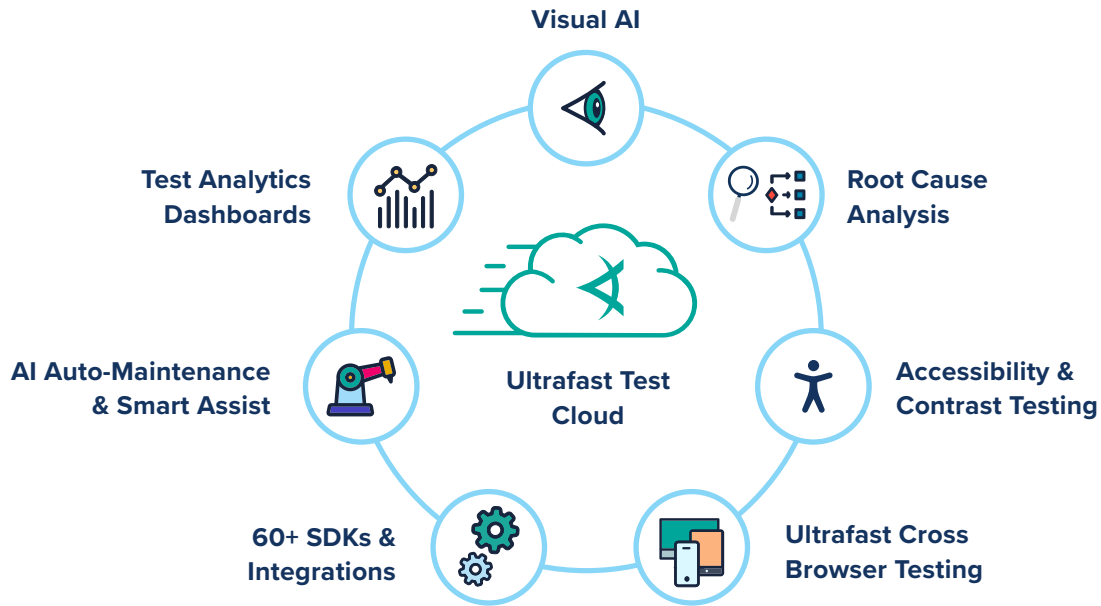 Visual AI
Test Analytics
Dashboards
Root Cause
Analysis
AI Auto-Maintenance
& Smart Assist
Ultrafast Test
Cloud
Accessibility &
Contrast Testing
60+ SDKs &
Integrations
Ultrafast Cross
Browser Testing